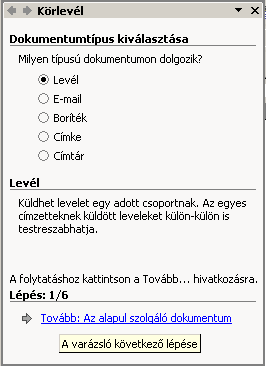 Körlevél
Dokumentumtípus kiválasztása
Milyen típusú dokumentumon dolgozik?
Levél
E-mail
Boríték
Címke
Címtár
Levél
Küldhet levelet egy adott csoportnak. Az egyes
címzetteknek küldött leveleket külön-külön is
testreszabhatja.
A folytatáshoz kattintson a Tovább... hivatkozásra.
Lépés: 1/6
Tovább: Az alapul szolgáló dokumentum
A varázsló következő lépése